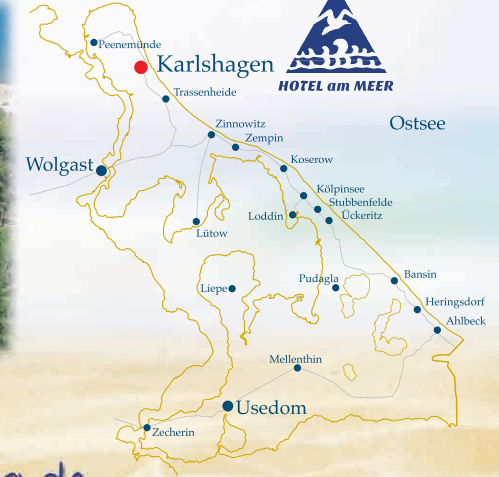 Peenemünde
Karlshagen
HOTEL am MEER
Trassenheide
Ostsee
Zinnowitz
Zempin
Koserow
Wolgast
Kölpinsee
Stubbenfelde
Loddin
Ückeritz
Lütow
Bansin
Pudagla
Liepe
Heringsdorf
Ahlbeck
Mellenthin
Usedom
Zecherin